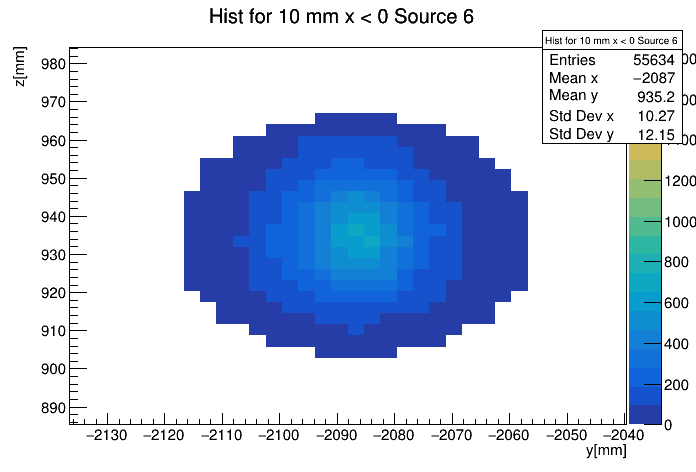 Hist for 10 mm x < 0 Source 6
z[mm]
Hist for 10 mm x < 0 Source 6
Entries 55634
Mean x −2087
Mean y 935.2
Std Dev x 10.27
Std Dev y 12.15
980
970
960
950
940
930
920
910
900
890
1200
1000
800
600
400
200
0
−2130 −2120 −2110 −2100 −2090 −2080 −2070 −2060 −2050 −2040
y[mm]